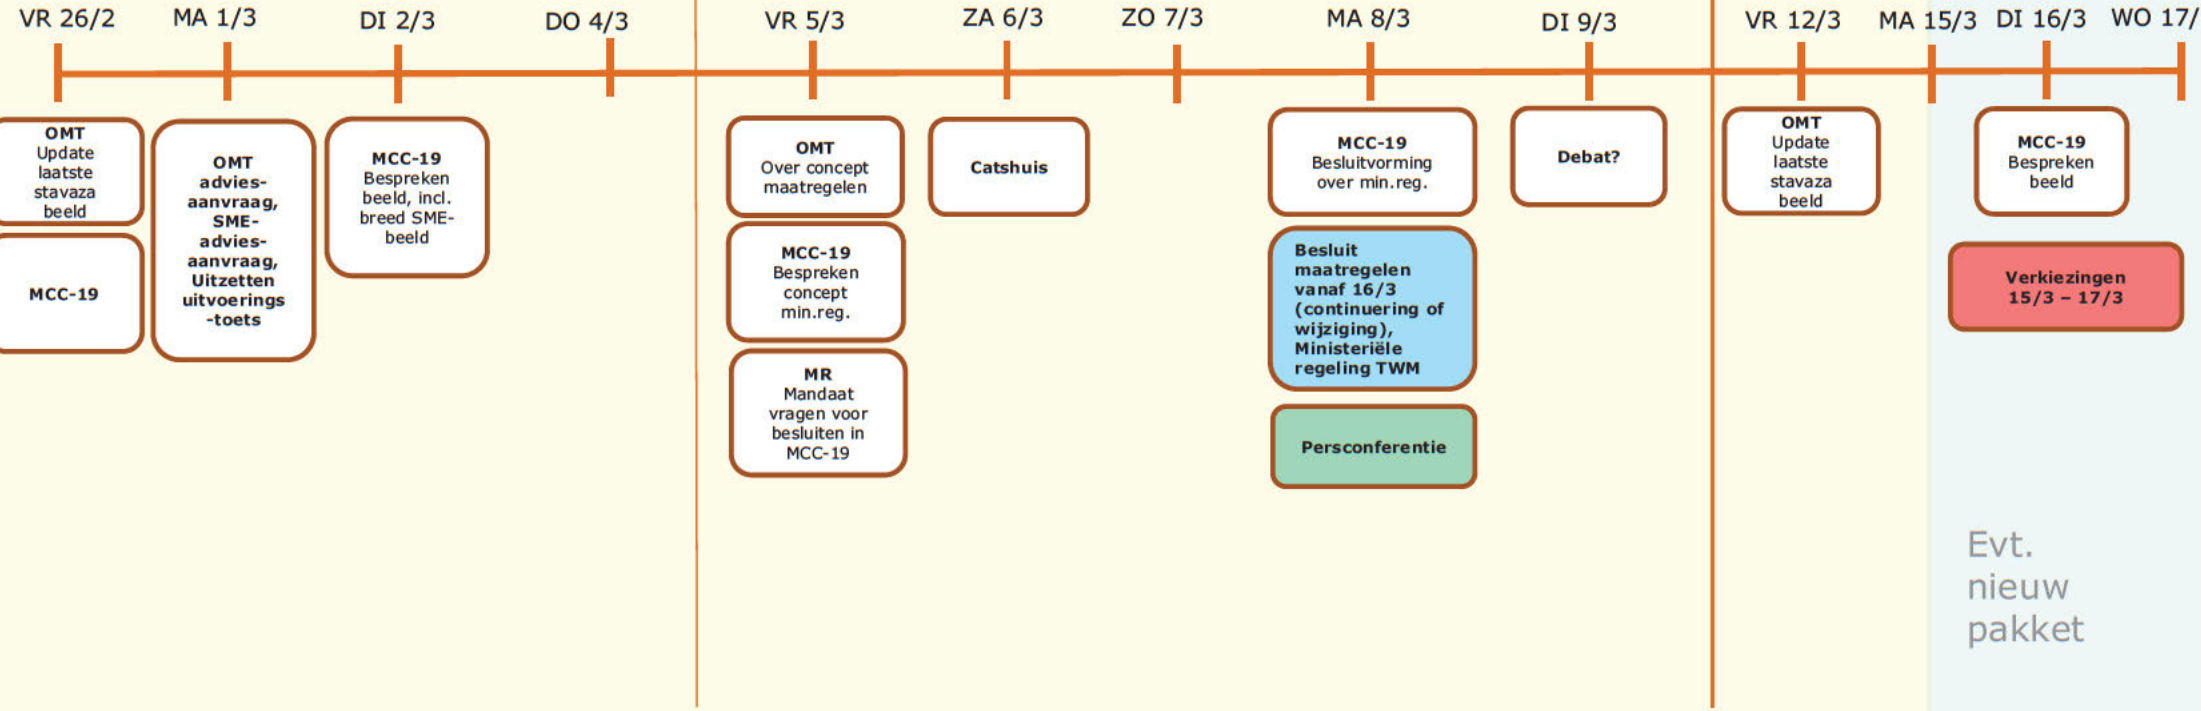 VR 26/2
MA 1/3
DI 2/3
DO 4/3
VR 5/3
ZA 6/3
ZO 7/3
MA 8/3
DI 9/3
VR 12/3
MA 15/3
DI 16/3
WO 17/
OMT
Update
laatste
stavaza
beeld
MCC-19
OMT
advies-
aanvraag,
SME-
advies-
aanvraag,
Uitzetten
uitvoerings
-toets
MCC-19
Bespreken
beeld, incl.
breed SME-
beeld
OMT
Over concept
maatregelen
MCC-19
Bespreken
concept
min.reg.
MR
Mandaat
vragen voor
besluiten in
MCC-19
Catshuis
MCC-19
Besluitvorming
over min.reg.
Besluit
maatregelen
vanaf 16/3
(continuering of
wijziging),
Ministeriële
regeling TWM
Persconferentie
Debat?
OMT
Update
laatste
stavaza
beeld
MCC-19
Bespreken
beeld
Verkiezingen
15/3 – 17/3
Evt.
nieuw
pakket